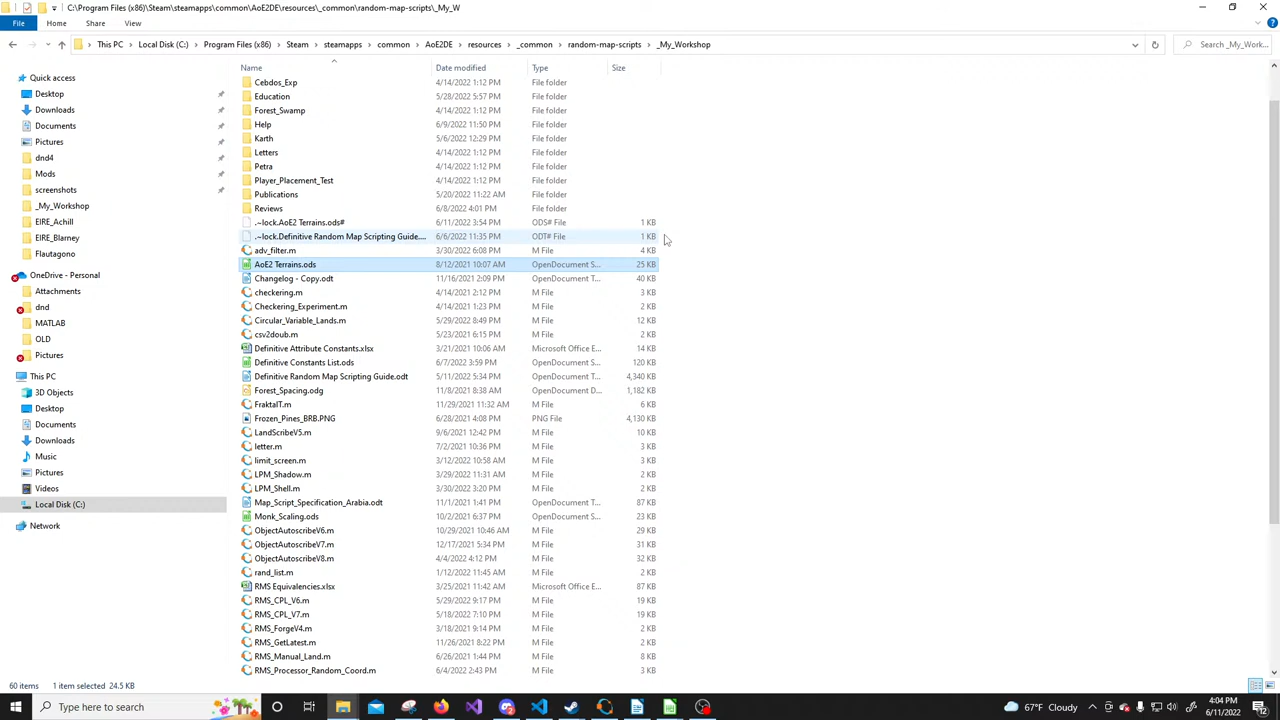 C:\Program Files (x86)\Steam\steamapps\common\AoE2DE\resources\_common\random-map-scripts\_My_W
File Home Share View
This PC Local Disk (C:) Program Files (x86) Steam steamapps common AoE2DE resources _common random-map-scripts _My_Workshop Search _My_Work...
Name Date modified Type Size
Quick access
Desktop
Downloads
Documents
Pictures
dnd4
Mods
screenshots
_My_Workshop
EIRE_Achill
EIRE_Blarney
Flautagono
OneDrive - Personal
Attachments
dnd
MATLAB
OLD
Pictures
This PC
3D Objects
Desktop
Documents
Downloads
Music
Pictures
Videos
Local Disk (C:)
Network
Cebdos_Exp 4/14/2022 1:12 PM File folder
Education 5/28/2022 5:57 PM File folder
Forest_Swamp 4/14/2022 1:12 PM File folder
Help 6/9/2022 11:50 PM File folder
Karth 5/6/2022 12:29 PM File folder
Letters 4/14/2022 1:12 PM File folder
Petra 4/14/2022 1:12 PM File folder
Player_Placement_Test 4/14/2022 1:12 PM File folder
Publications 5/20/2022 11:22 AM File folder
Reviews 6/8/2022 4:01 PM File folder
.~lock.AoE2 Terrains.ods# 6/11/2022 3:54 PM ODS# File 1 KB
.~lock.Definitive Random Map Scripting Guide.... 6/6/2022 11:35 PM ODT# File 1 KB
adv_filter.m 3/30/2022 6:08 PM M File 4 KB
AoE2 Terrains.ods 8/12/2021 10:07 AM OpenDocument S... 25 KB
Changelog - Copy.odt 11/16/2021 2:09 PM OpenDocument T... 40 KB
checkering.m 4/14/2021 2:12 PM M File 3 KB
Checkering_Experiment.m 4/14/2021 1:23 PM M File 2 KB
Circular_Variable_Lands.m 5/29/2022 8:49 PM M File 12 KB
csv2doub.m 5/23/2021 6:15 PM M File 2 KB
Definitive Attribute Constants.xlsx 3/21/2021 10:06 AM Microsoft Office E... 14 KB
Definitive Constants List.ods 6/7/2022 3:59 PM OpenDocument S... 120 KB
Definitive Random Map Scripting Guide.odt 5/11/2022 5:34 PM OpenDocument T... 4,340 KB
Forest_Spacing.odg 11/8/2021 8:38 AM OpenDocument D... 1,182 KB
FraktalT.m 11/29/2021 11:32 AM M File 6 KB
Frozen_Pines_BRB.PNG 6/28/2021 4:08 PM PNG File 4,130 KB
LandScribeV5.m 9/6/2021 12:42 PM M File 10 KB
letter.m 7/2/2021 10:36 PM M File 3 KB
limit_screen.m 3/12/2022 10:58 AM M File 3 KB
LPM_Shadow.m 3/29/2022 11:31 AM M File 2 KB
LPM_Shell.m 3/30/2022 3:20 PM M File 2 KB
Map_Script_Specification_Arabia.odt 11/1/2021 1:41 PM OpenDocument T... 87 KB
Monk_Scaling.ods 10/2/2021 6:37 PM OpenDocument S... 23 KB
ObjectAutoscribeV6.m 10/29/2021 10:46 AM M File 29 KB
ObjectAutoscribeV7.m 12/17/2021 5:34 PM M File 31 KB
ObjectAutoscribeV8.m 4/4/2022 4:12 PM M File 32 KB
rand_list.m 1/12/2022 11:45 AM M File 2 KB
RMS Equivalencies.xlsx 3/25/2021 11:42 AM Microsoft Office E... 87 KB
RMS_CPL_V6.m 5/29/2022 9:17 PM M File 19 KB
RMS_CPL_V7.m 5/18/2022 7:10 PM M File 19 KB
RMS_ForgeV4.m 3/18/2021 9:14 PM M File 2 KB
RMS_GetLatest.m 11/26/2021 8:22 PM M File 2 KB
RMS_Manual_Land.m 6/26/2021 1:44 PM M File 8 KB
RMS_Processor_Random_Coord.m 6/4/2022 2:43 PM M File 3 KB
60 items 1 item selected 24.5 KB
Type here to search 67°F Cloudy 4:04 PM
6/11/2022